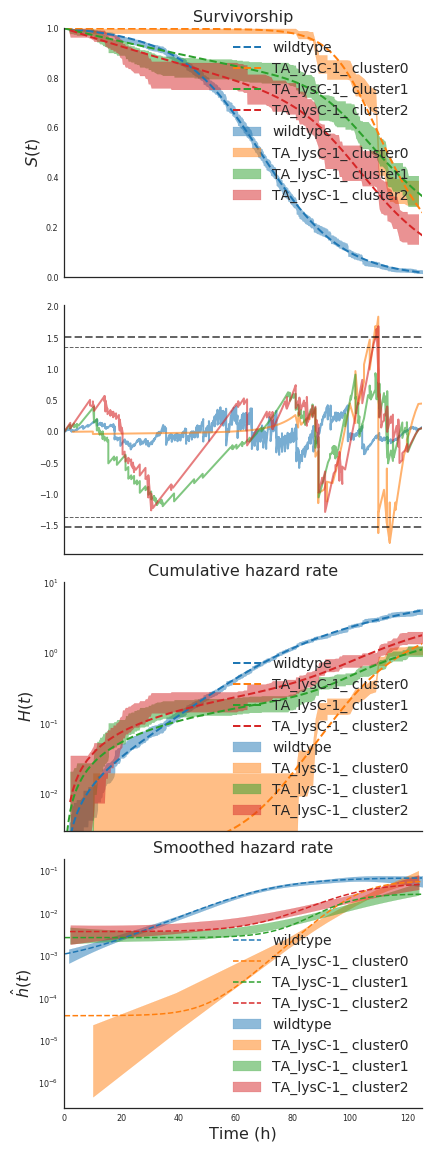 Survivorship
1.0
0.8
0.6
0.4
0.2
0.0
S(t)
wildtype
TA_lysC-1_ cluster0
TA_lysC-1_ cluster1
TA_lysC-1_ cluster2
wildtype
TA_lysC-1_ cluster0
TA_lysC-1_ cluster1
TA_lysC-1_ cluster2
2.0
1.5
1.0
0.5
0.0
−0.5
−1.0
−1.5
Cumulative hazard rate
10¹
10⁰
10⁻¹
10⁻²
H(t)
wildtype
TA_lysC-1_ cluster0
TA_lysC-1_ cluster1
TA_lysC-1_ cluster2
wildtype
TA_lysC-1_ cluster0
TA_lysC-1_ cluster1
TA_lysC-1_ cluster2
Smoothed hazard rate
10⁻¹
10⁻²
10⁻³
10⁻⁴
10⁻⁵
10⁻⁶
ĥ(t)
wildtype
TA_lysC-1_ cluster0
TA_lysC-1_ cluster1
TA_lysC-1_ cluster2
wildtype
TA_lysC-1_ cluster0
TA_lysC-1_ cluster1
TA_lysC-1_ cluster2
0 20 40 60 80 100 120
Time (h)